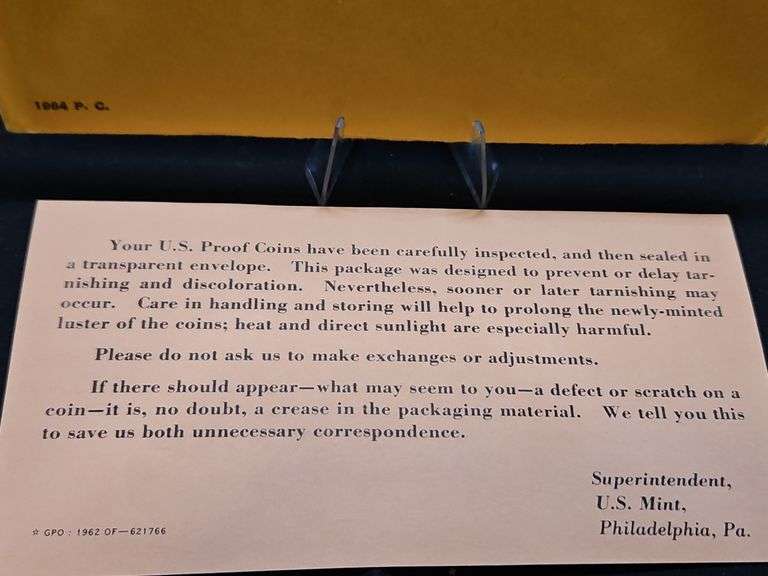 1964 P. C.
Your U.S. Proof Coins have been carefully inspected, and then sealed in
a transparent envelope. This package was designed to prevent or delay tar-
nishing and discoloration. Nevertheless, sooner or later tarnishing may
occur. Care in handling and storing will help to prolong the newly-minted
luster of the coins; heat and direct sunlight are especially harmful.
Please do not ask us to make exchanges or adjustments.
If there should appear—what may seem to you—a defect or scratch on a
coin—it is, no doubt, a crease in the packaging material. We tell you this
to save us both unnecessary correspondence.
Superintendent,
U.S. Mint,
Philadelphia, Pa.
☆ GPO : 1962 OF—621766